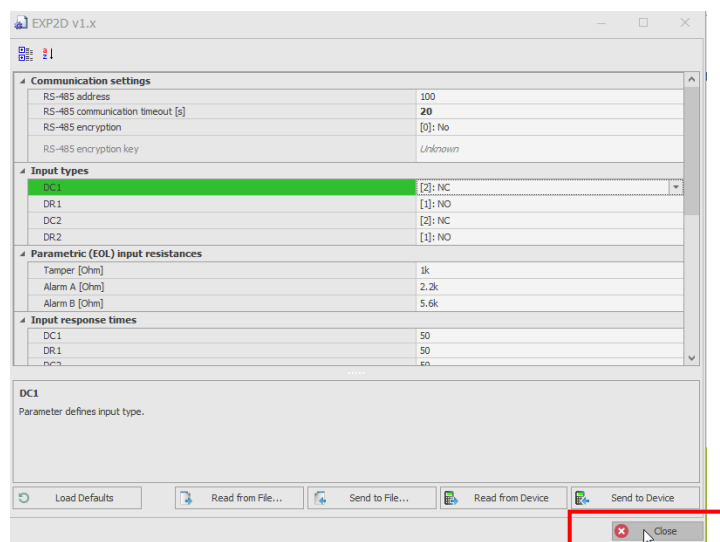 EXP2D v1.x
Communication settings
RS-485 address 100
RS-485 communication timeout [s] 20
RS-485 encryption [0]: No
RS-485 encryption key Unknown
Input types
DC1 [2]: NC
DR1 [1]: NO
DC2 [2]: NC
DR2 [1]: NO
Parametric (EOL) input resistances
Tamper [Ohm] 1k
Alarm A [Ohm] 2.2k
Alarm B [Ohm] 5.6k
Input response times
DC1 50
DR1 50
DC2 50
DC1
Parameter defines input type.
Load Defaults Read from File... Send to File... Read from Device Send to Device
Close